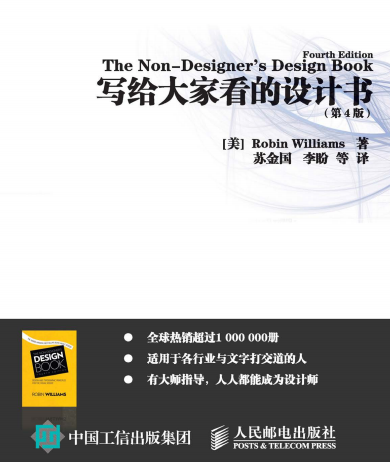 Fourth Edition
The Non-Designer's Design Book
写给大家看的设计书
（第4版）
[美] Robin Williams 著
苏金国 李盼 等 译
全球热销超过1 000 000册
适用于各行业与文字打交道的人
有大师指导，人人都能成为设计师
DESIGN
BOOK
ROBIN WILLIAMS
中国工信出版集团
人民邮电出版社
POSTS & TELECOM PRESS